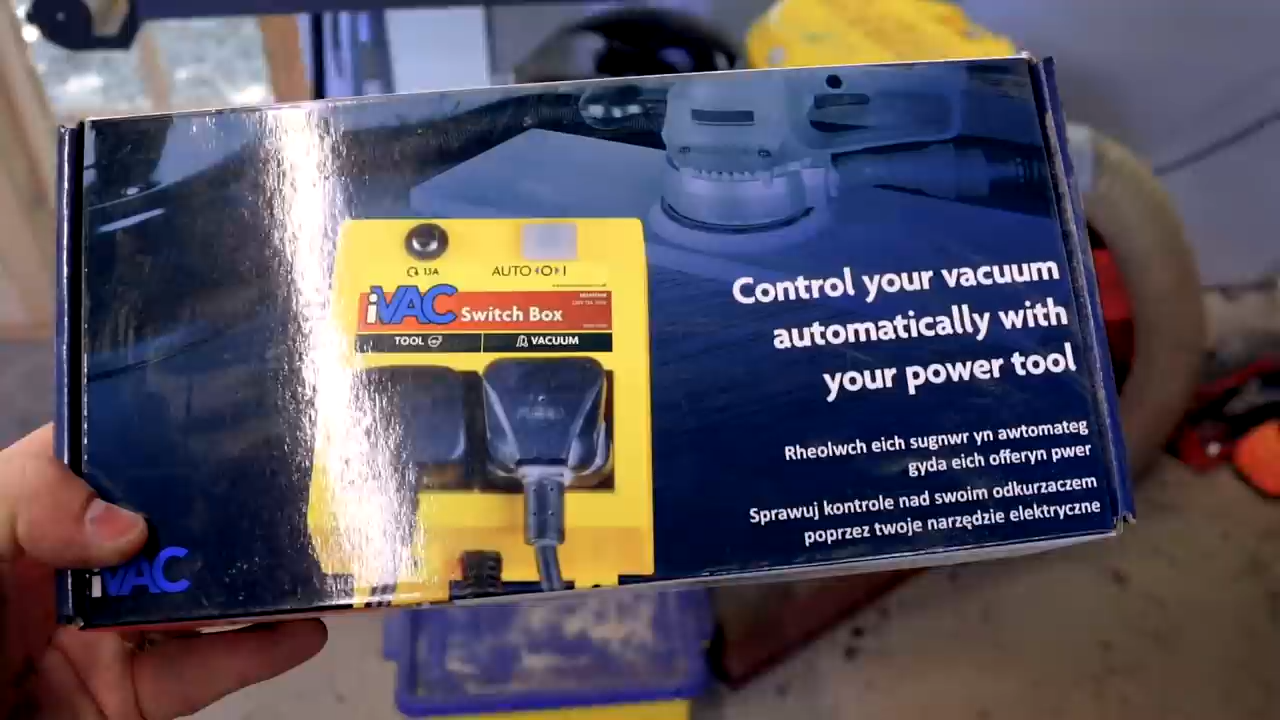 13A
AUTO O I
iVAC Switch Box
TOOL
VACUUM
Control your vacuum
automatically with
your power tool
Rheolwch eich sugnwr yn awtomateg
gyda eich offeryn pwer
Sprawuj kontrole nad swoim odkurzaczem
poprzez twoje narzędzie elektryczne
iVAC